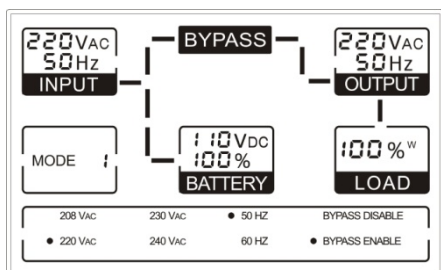 220VAC
50HZ
INPUT
BYPASS
220VAC
50HZ
OUTPUT
MODE 1
110VDC
100%
BATTERY
100%W
LOAD
208 VAC 230 VAC • 50 HZ BYPASS DISABLE
• 220 VAC 240 VAC 60 HZ • BYPASS ENABLE